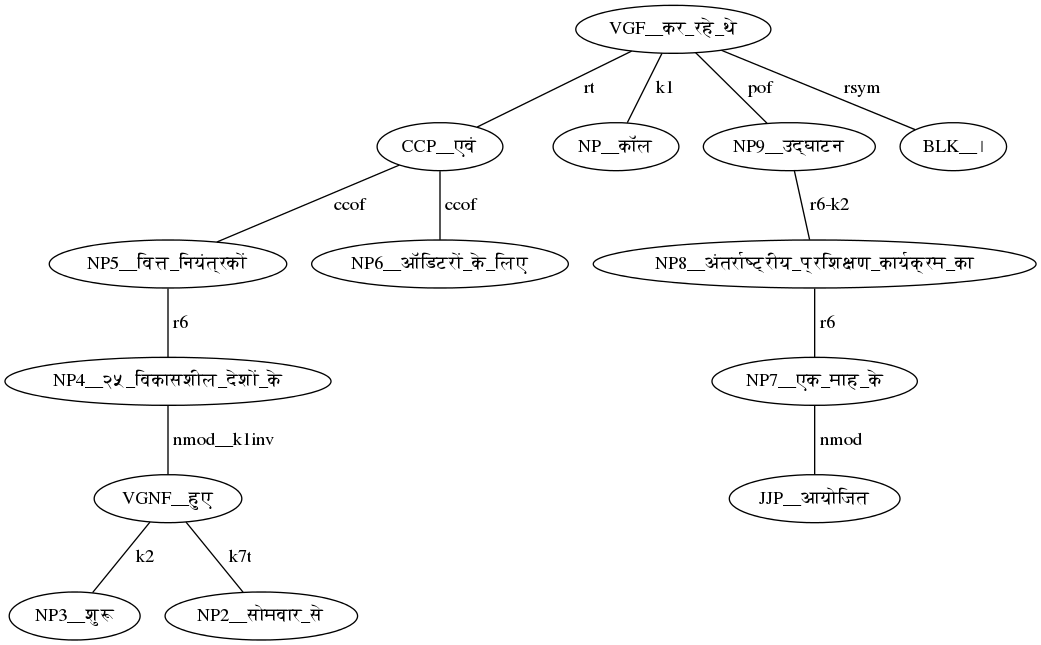 VGF__कर_रहे_थे
rt
k1
pof
rsym
CCP__एवं
NP__कॉल
NP9__उद्घाटन
BLK__।
ccof
ccof
r6-k2
NP5__वित्त_नियंत्रकों
NP6__ऑडिटरों_के_लिए
NP8__अंतर्राष्ट्रीय_प्रशिक्षण_कार्यक्रम_का
r6
r6
NP4__२५_विकासशील_देशों_के
NP7__एक_माह_के
nmod__k1inv
nmod
VGNF__हुए
JJP__आयोजित
k2
k7t
NP3__शुरू
NP2__सोमवार_से